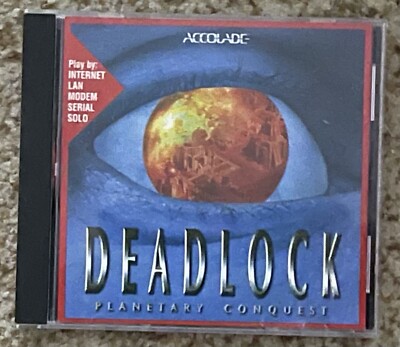 ACCOLADE
Play by:
INTERNET
LAN
MODEM
SERIAL
SOLO
DEADLOCK
PLANETARY CONQUEST